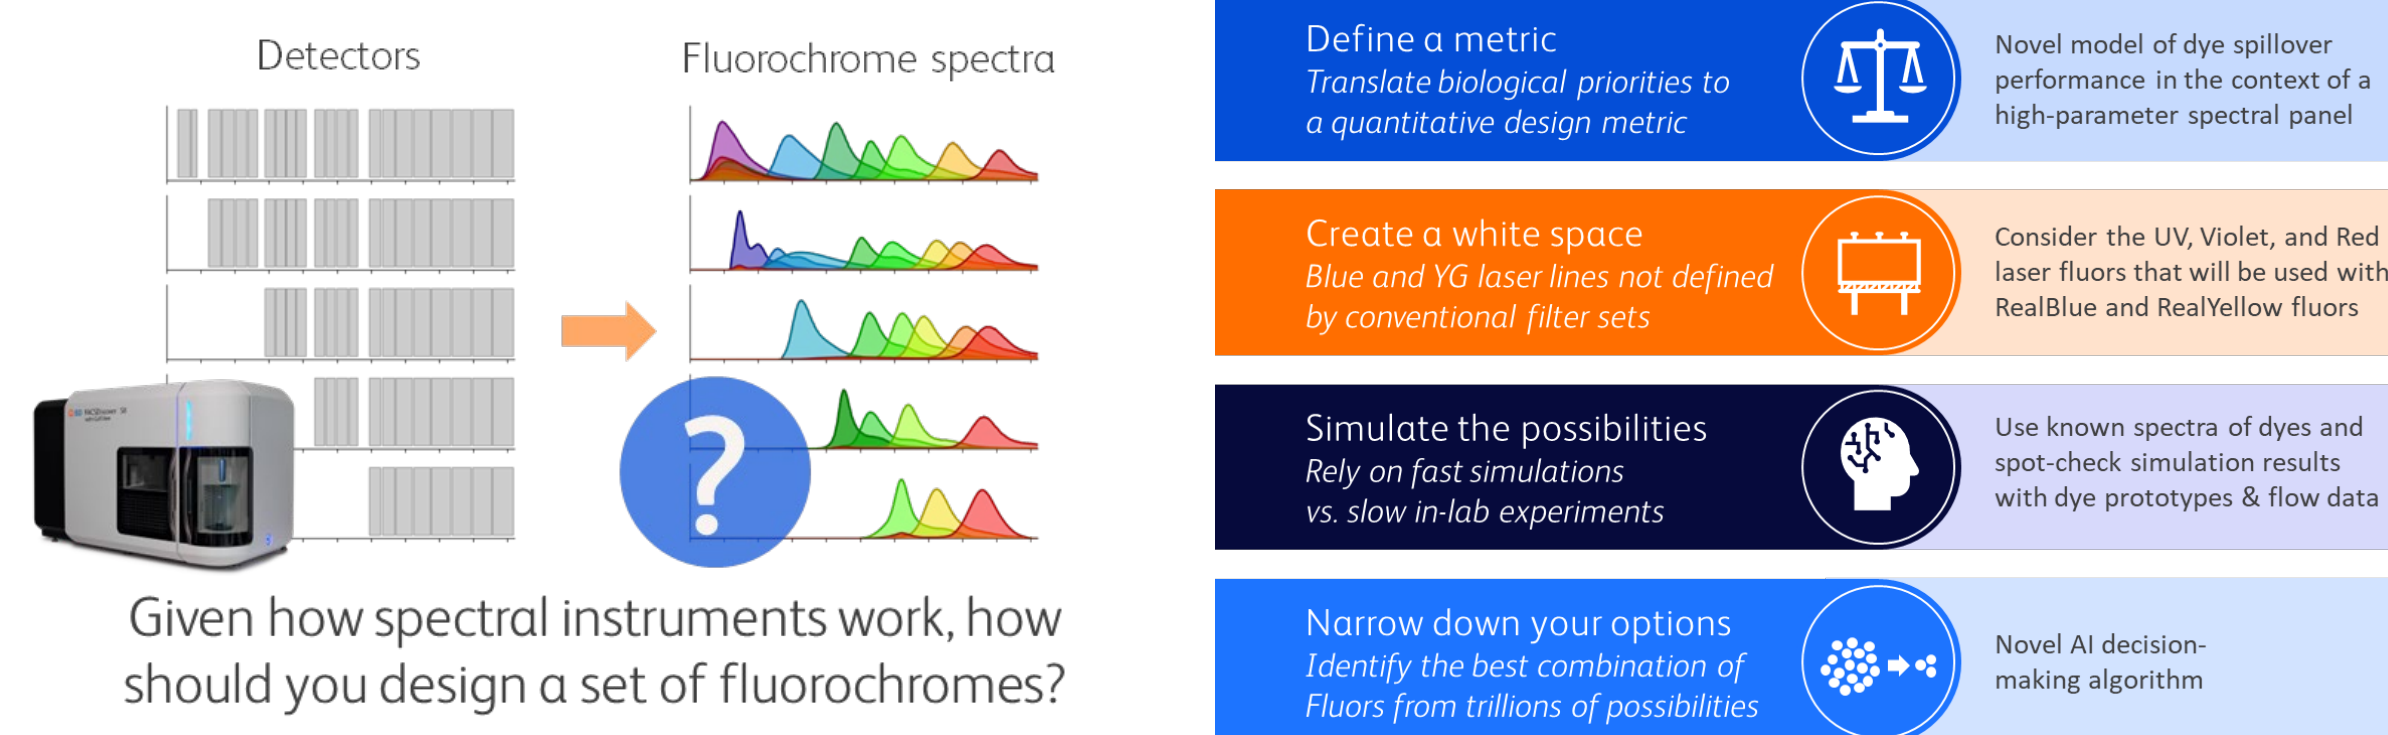 Detectors
Fluorochrome spectra
Given how spectral instruments work, how
should you design a set of fluorochromes?
Define a metric
Translate biological priorities to
a quantitative design metric
Novel model of dye spillover
performance in the context of a
high-parameter spectral panel
Create a white space
Blue and YG laser lines not defined
by conventional filter sets
Consider the UV, Violet, and Red
laser fluors that will be used with
RealBlue and RealYellow fluors
Simulate the possibilities
Rely on fast simulations
vs. slow in-lab experiments
Use known spectra of dyes and
spot-check simulation results
with dye prototypes & flow data
Narrow down your options
Identify the best combination of
Fluors from trillions of possibilities
Novel AI decision-
making algorithm
?